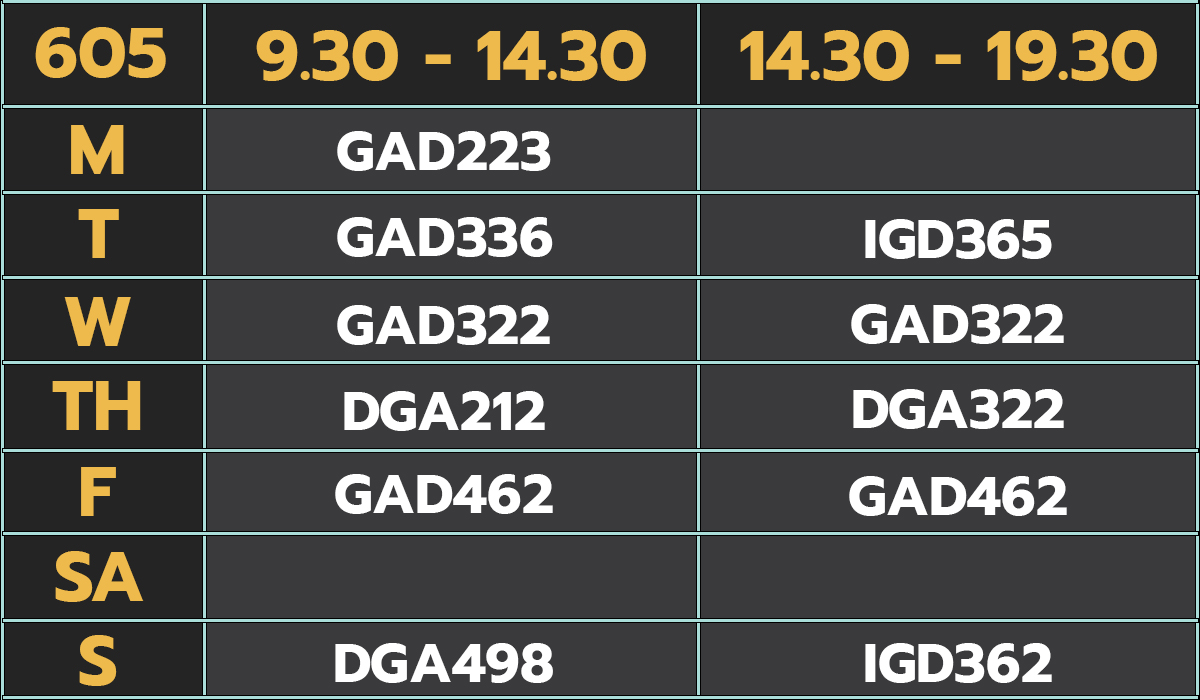 605 9.30 - 14.30 14.30 - 19.30
M GAD223
T GAD336 IGD365
W GAD322 GAD322
TH DGA212 DGA322
F GAD462 GAD462
SA
S DGA498 IGD362